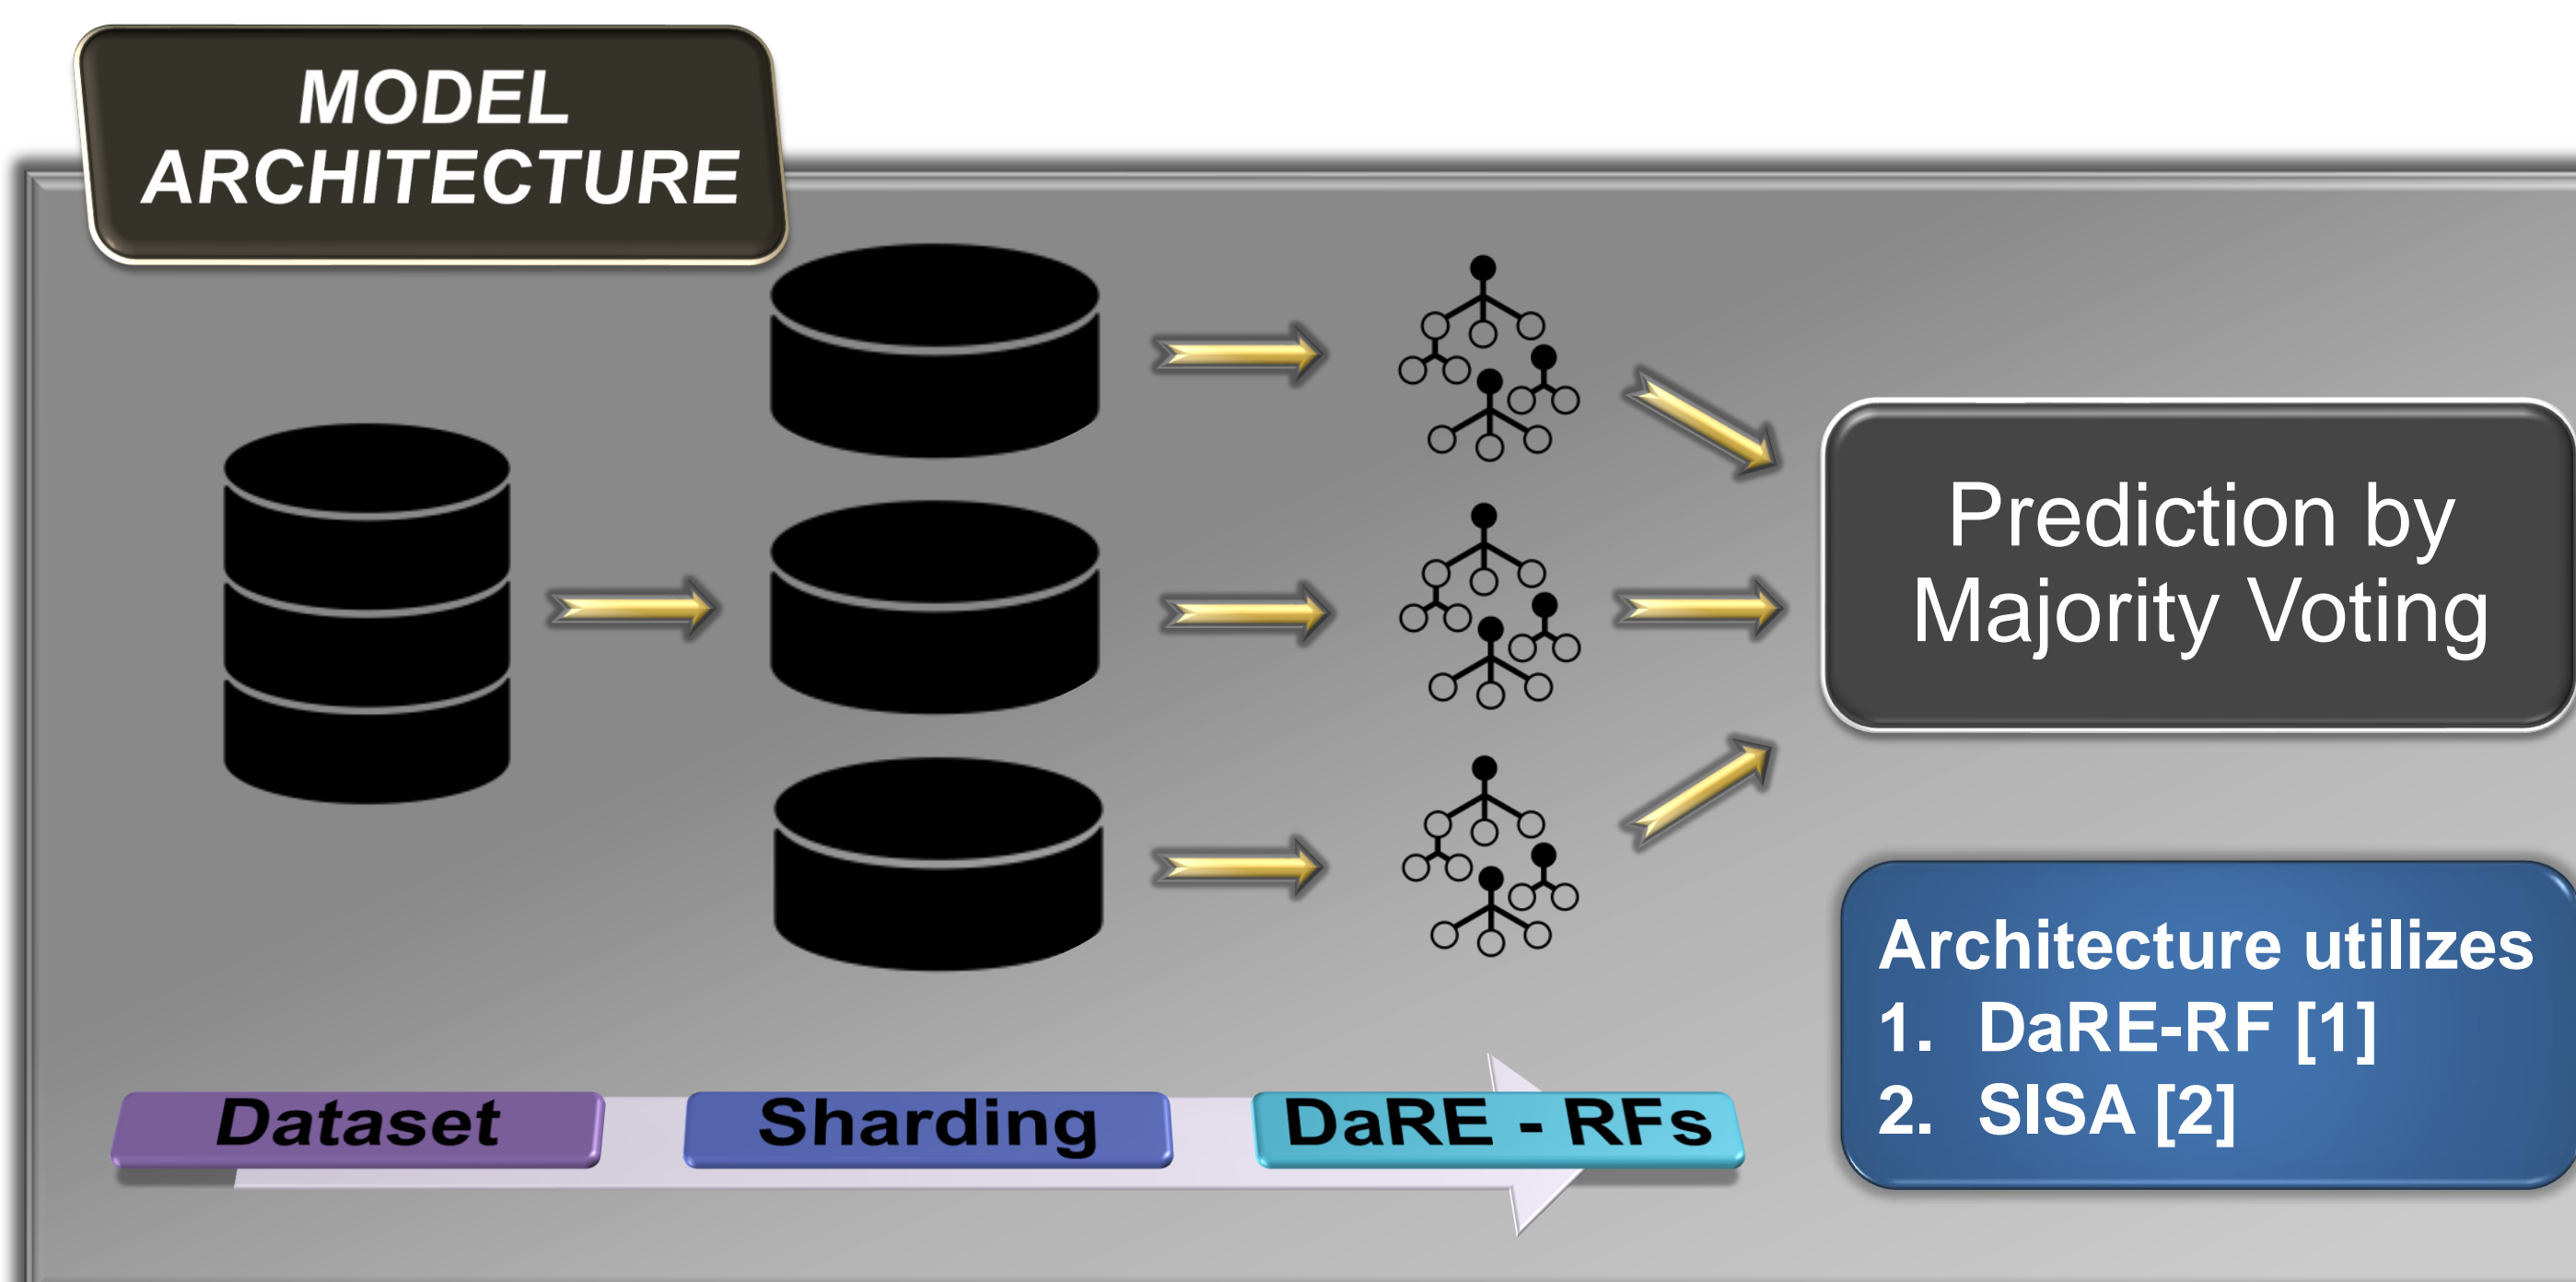 MODEL
ARCHITECTURE
Prediction by
Majority Voting
Architecture utilizes
1. DaRE-RF [1]
2. SISA [2]
Dataset
Sharding
DaRE - RFs